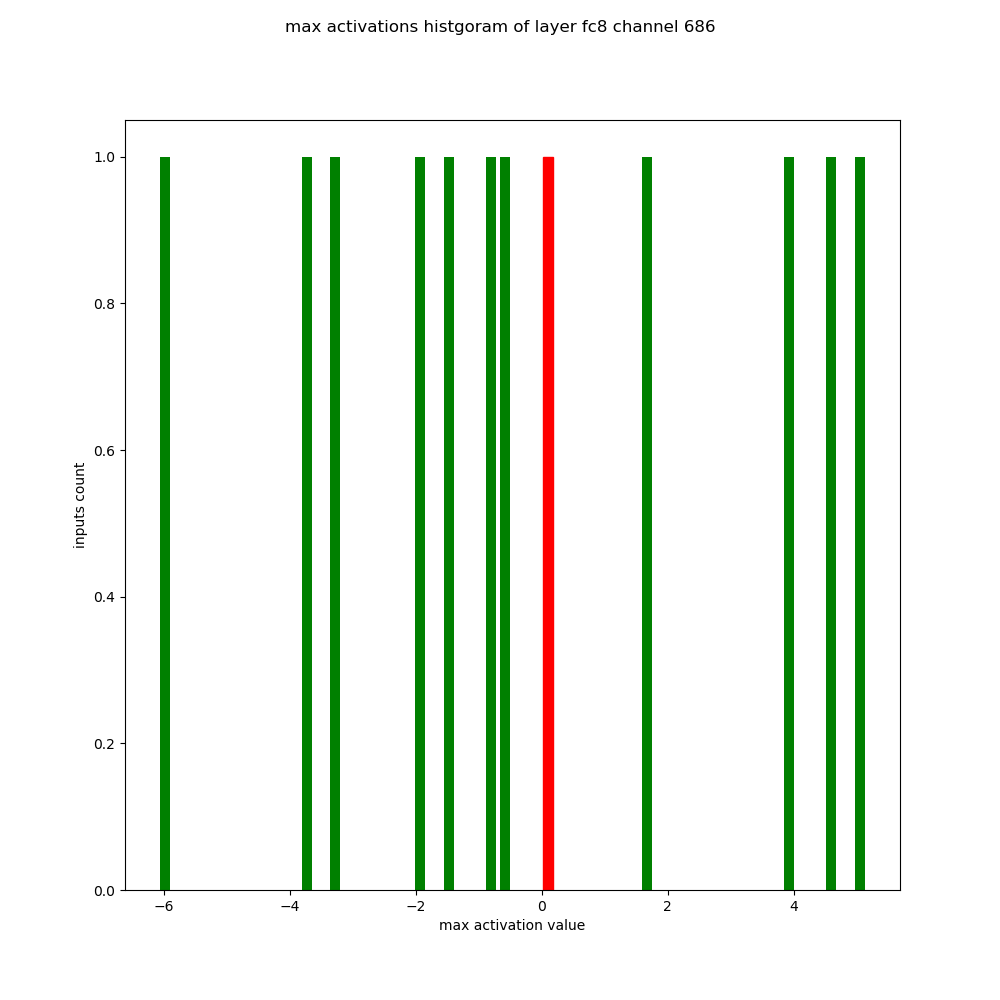 max activations histgoram of layer fc8 channel 686
1.0
0.8
0.6
0.4
0.2
0.0
inputs count
−6 −4 −2 0 2 4
max activation value